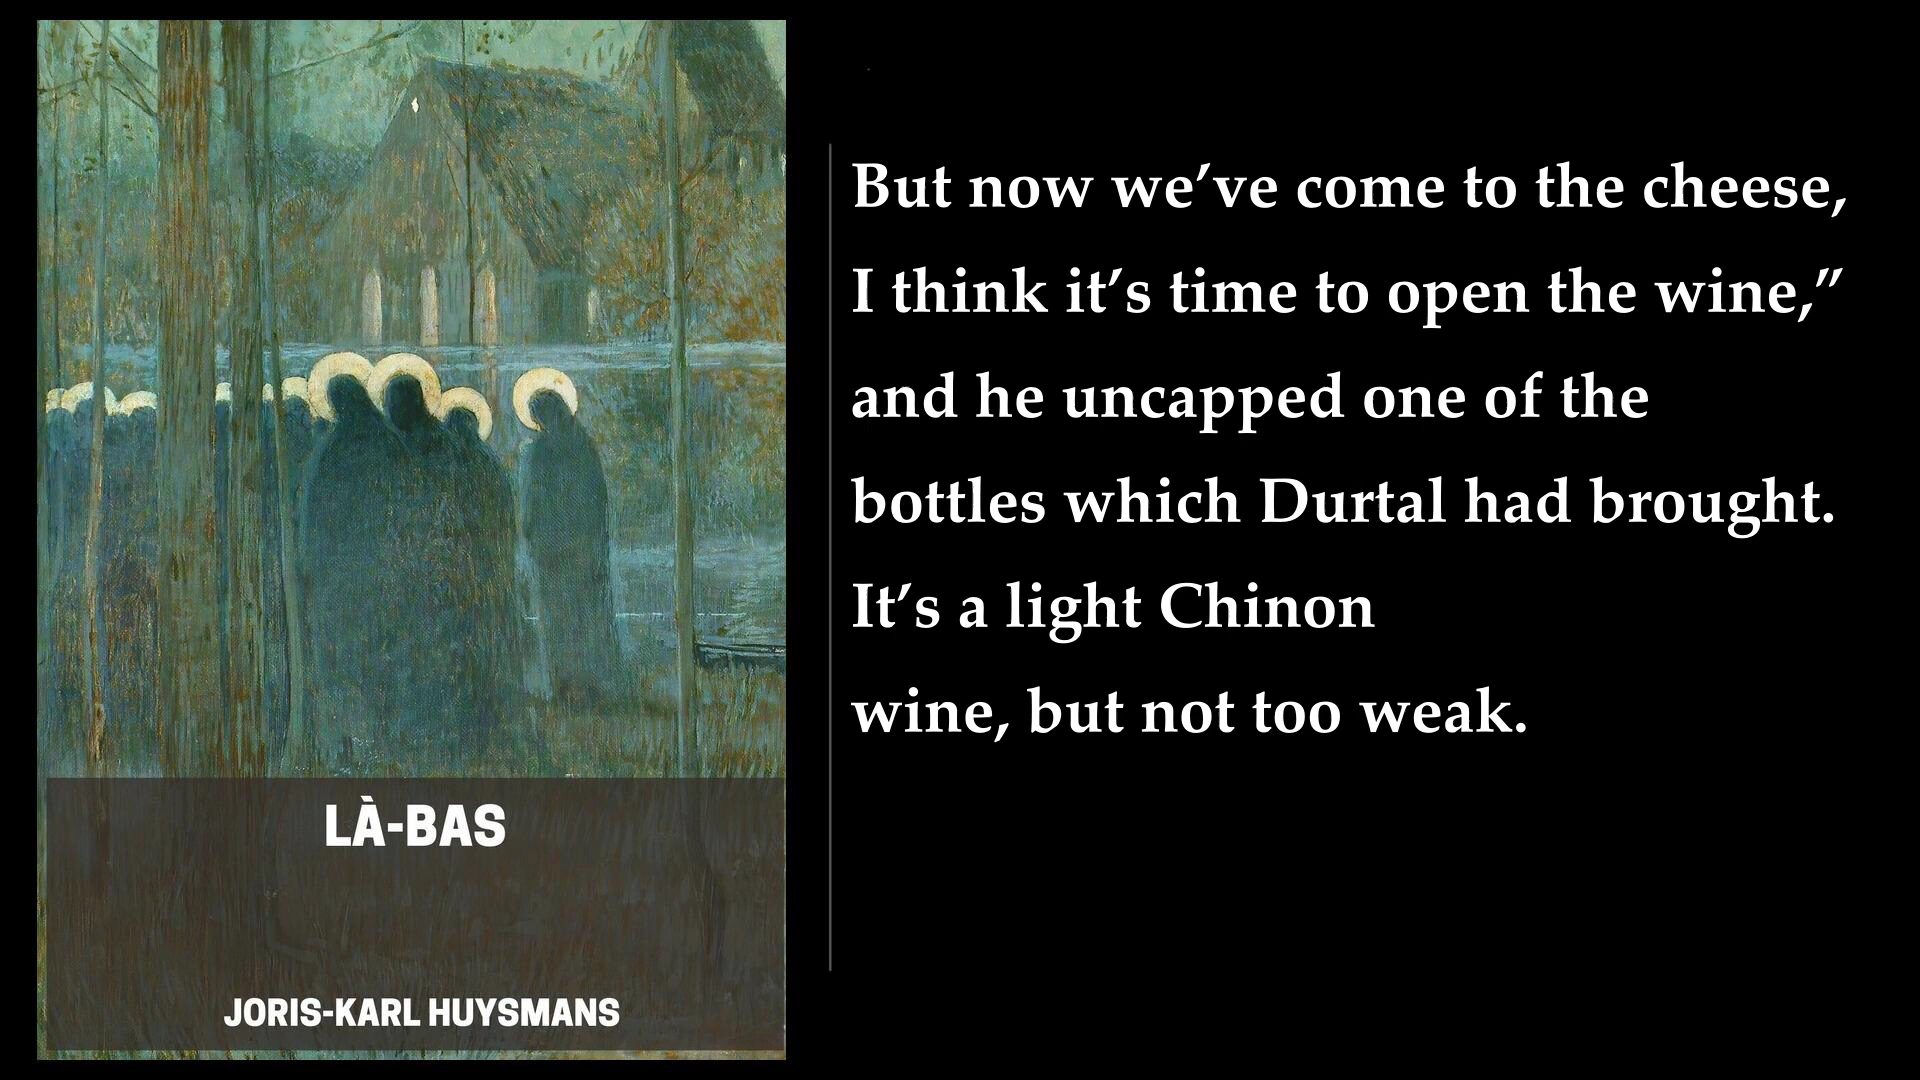 LÀ-BAS
JORIS-KARL HUYSMANS
But now we’ve come to the cheese,
I think it’s time to open the wine,”
and he uncapped one of the
bottles which Durtal had brought.
It’s a light Chinon
wine, but not too weak.